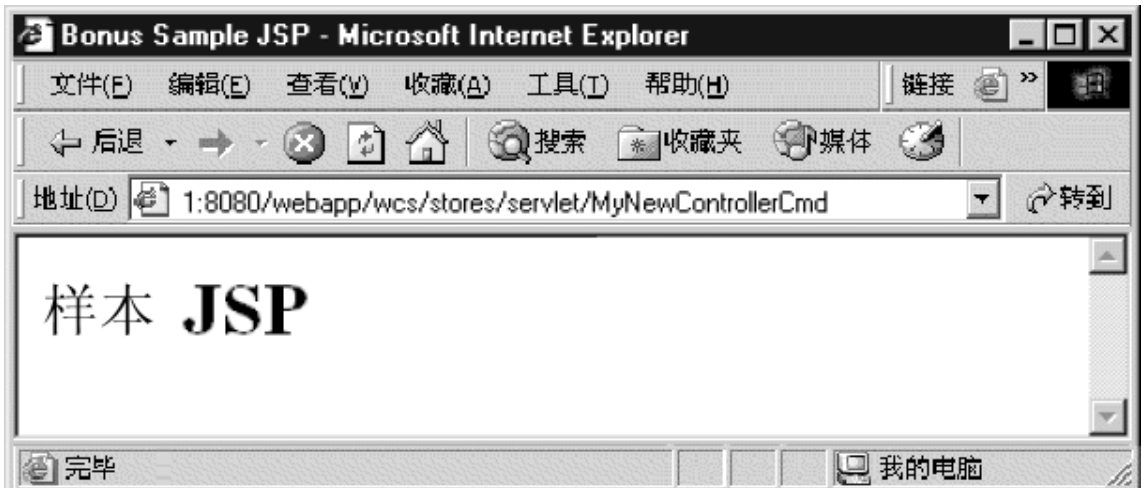 Bonus Sample JSP - Microsoft Internet Explorer
文件(F) 编辑(E) 查看(V) 收藏(A) 工具(T) 帮助(H) 链接 »
后退 搜索 收藏夹 媒体
地址(D) 1:8080/webapp/wcs/stores/servlet/MyNewControllerCmd 转到
样本 JSP
完毕 我的电脑